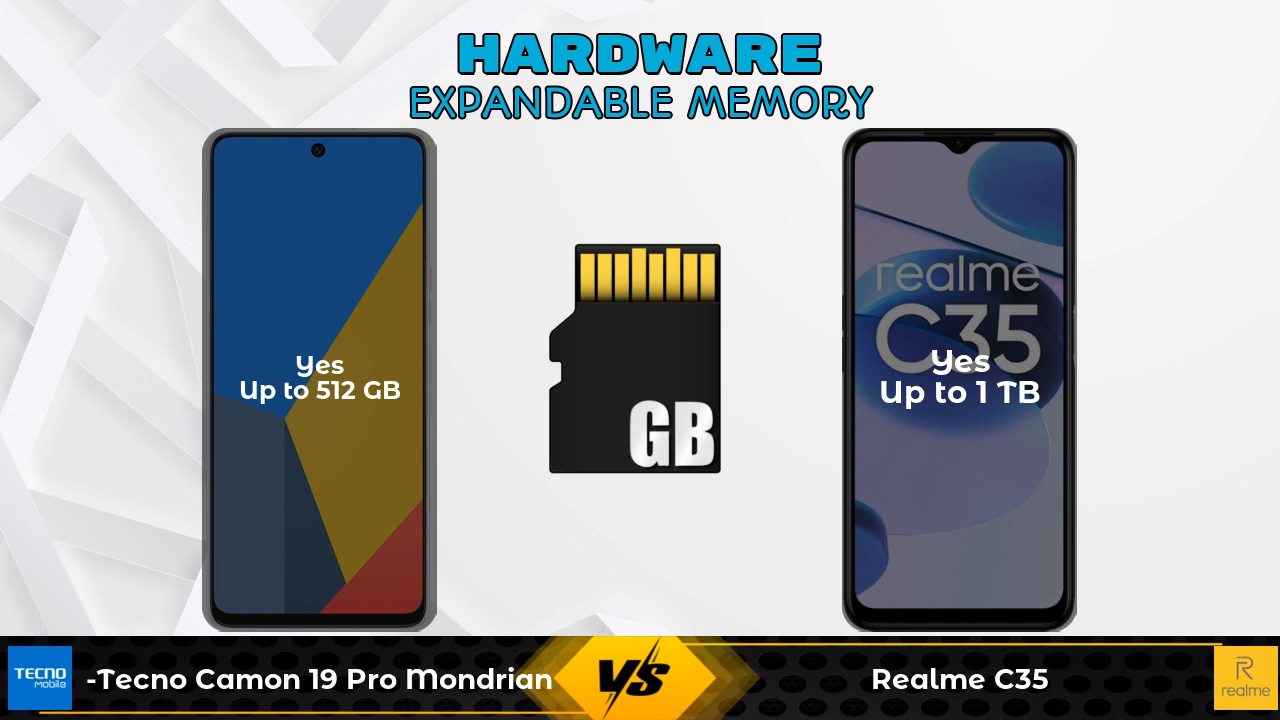 HARDWARE
EXPANDABLE MEMORY
realme
C35
Yes
Up to 512 GB
Yes
Up to 1 TB
GB
TECNO
Mobile
-Tecno Camon 19 Pro Mondrian
VS
Realme C35
R
realme